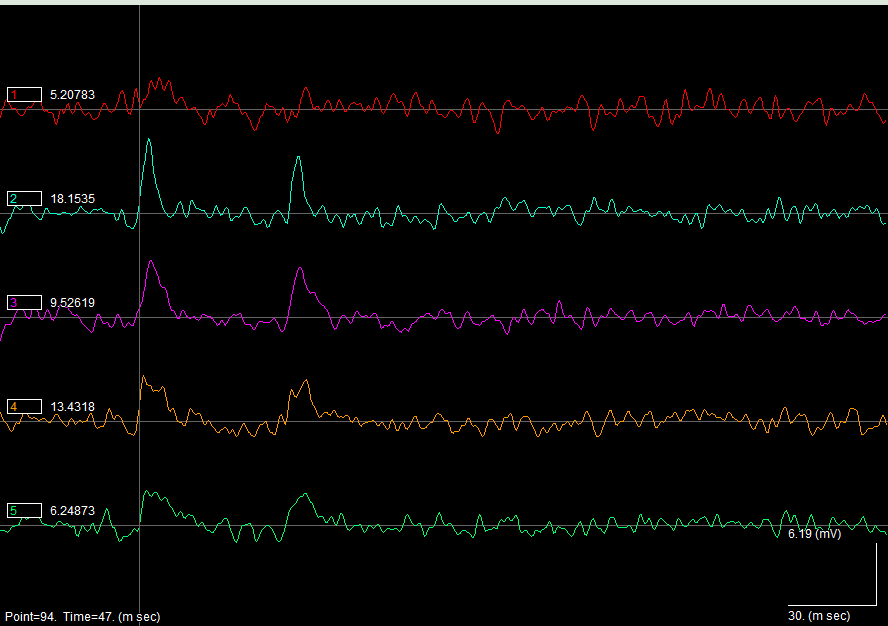 1 5.20783
2 18.1535
3 9.52619
4 13.4318
5 6.24873
6.19 (mV)
30. (m sec)
Point=94. Time=47. (m sec)